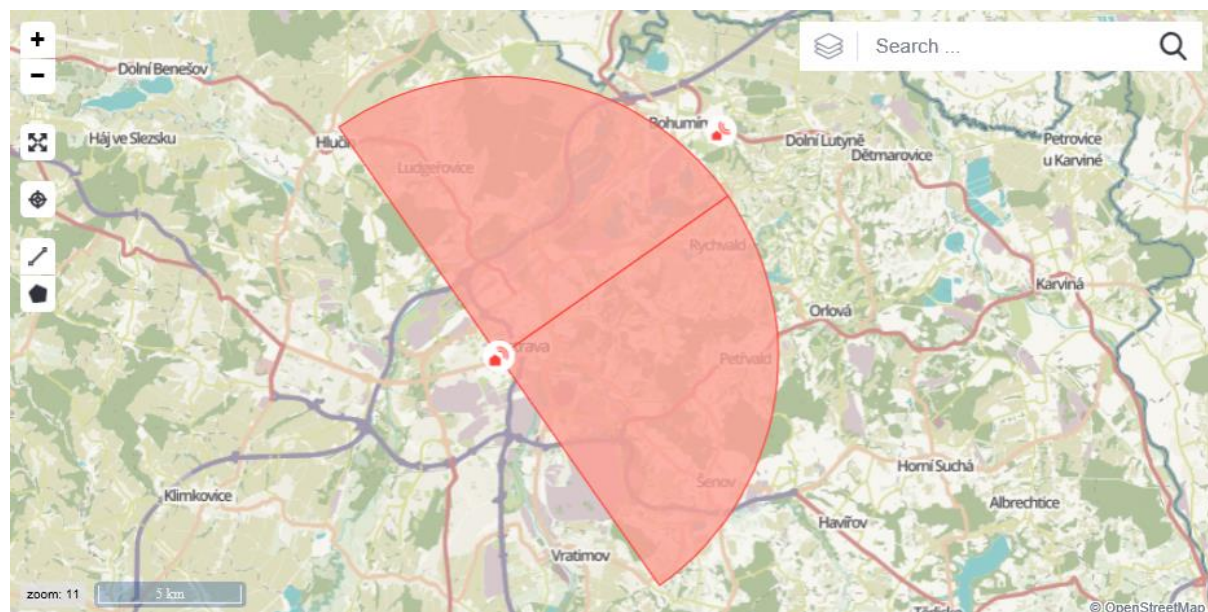 +
Search ...
−
Dolní Benešov
Bohumín
Háj ve Slezsku
Hlučín
Dolní Lutyně
Petrovice
u Karviné
Dětmarovice
Ludgeřovice
Rychvald
Karviná
Orlová
Ostrava
Petřvald
Horní Suchá
Šenov
Klimkovice
Albrechtice
Havířov
Vratimov
zoom: 11
5 km
© OpenStreetMap